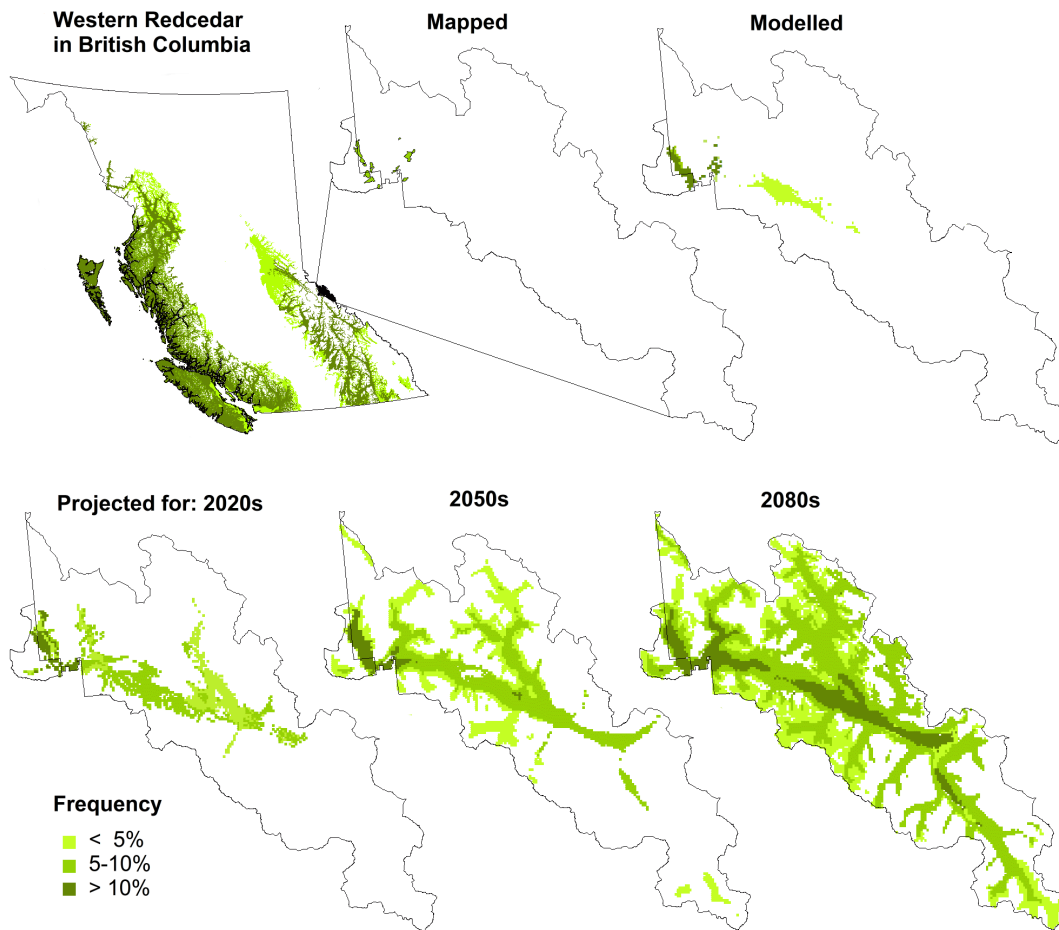 Western Redcedar
in British Columbia
Mapped
Modelled
Projected for: 2020s
2050s
2080s
Frequency
< 5%
5-10%
> 10%